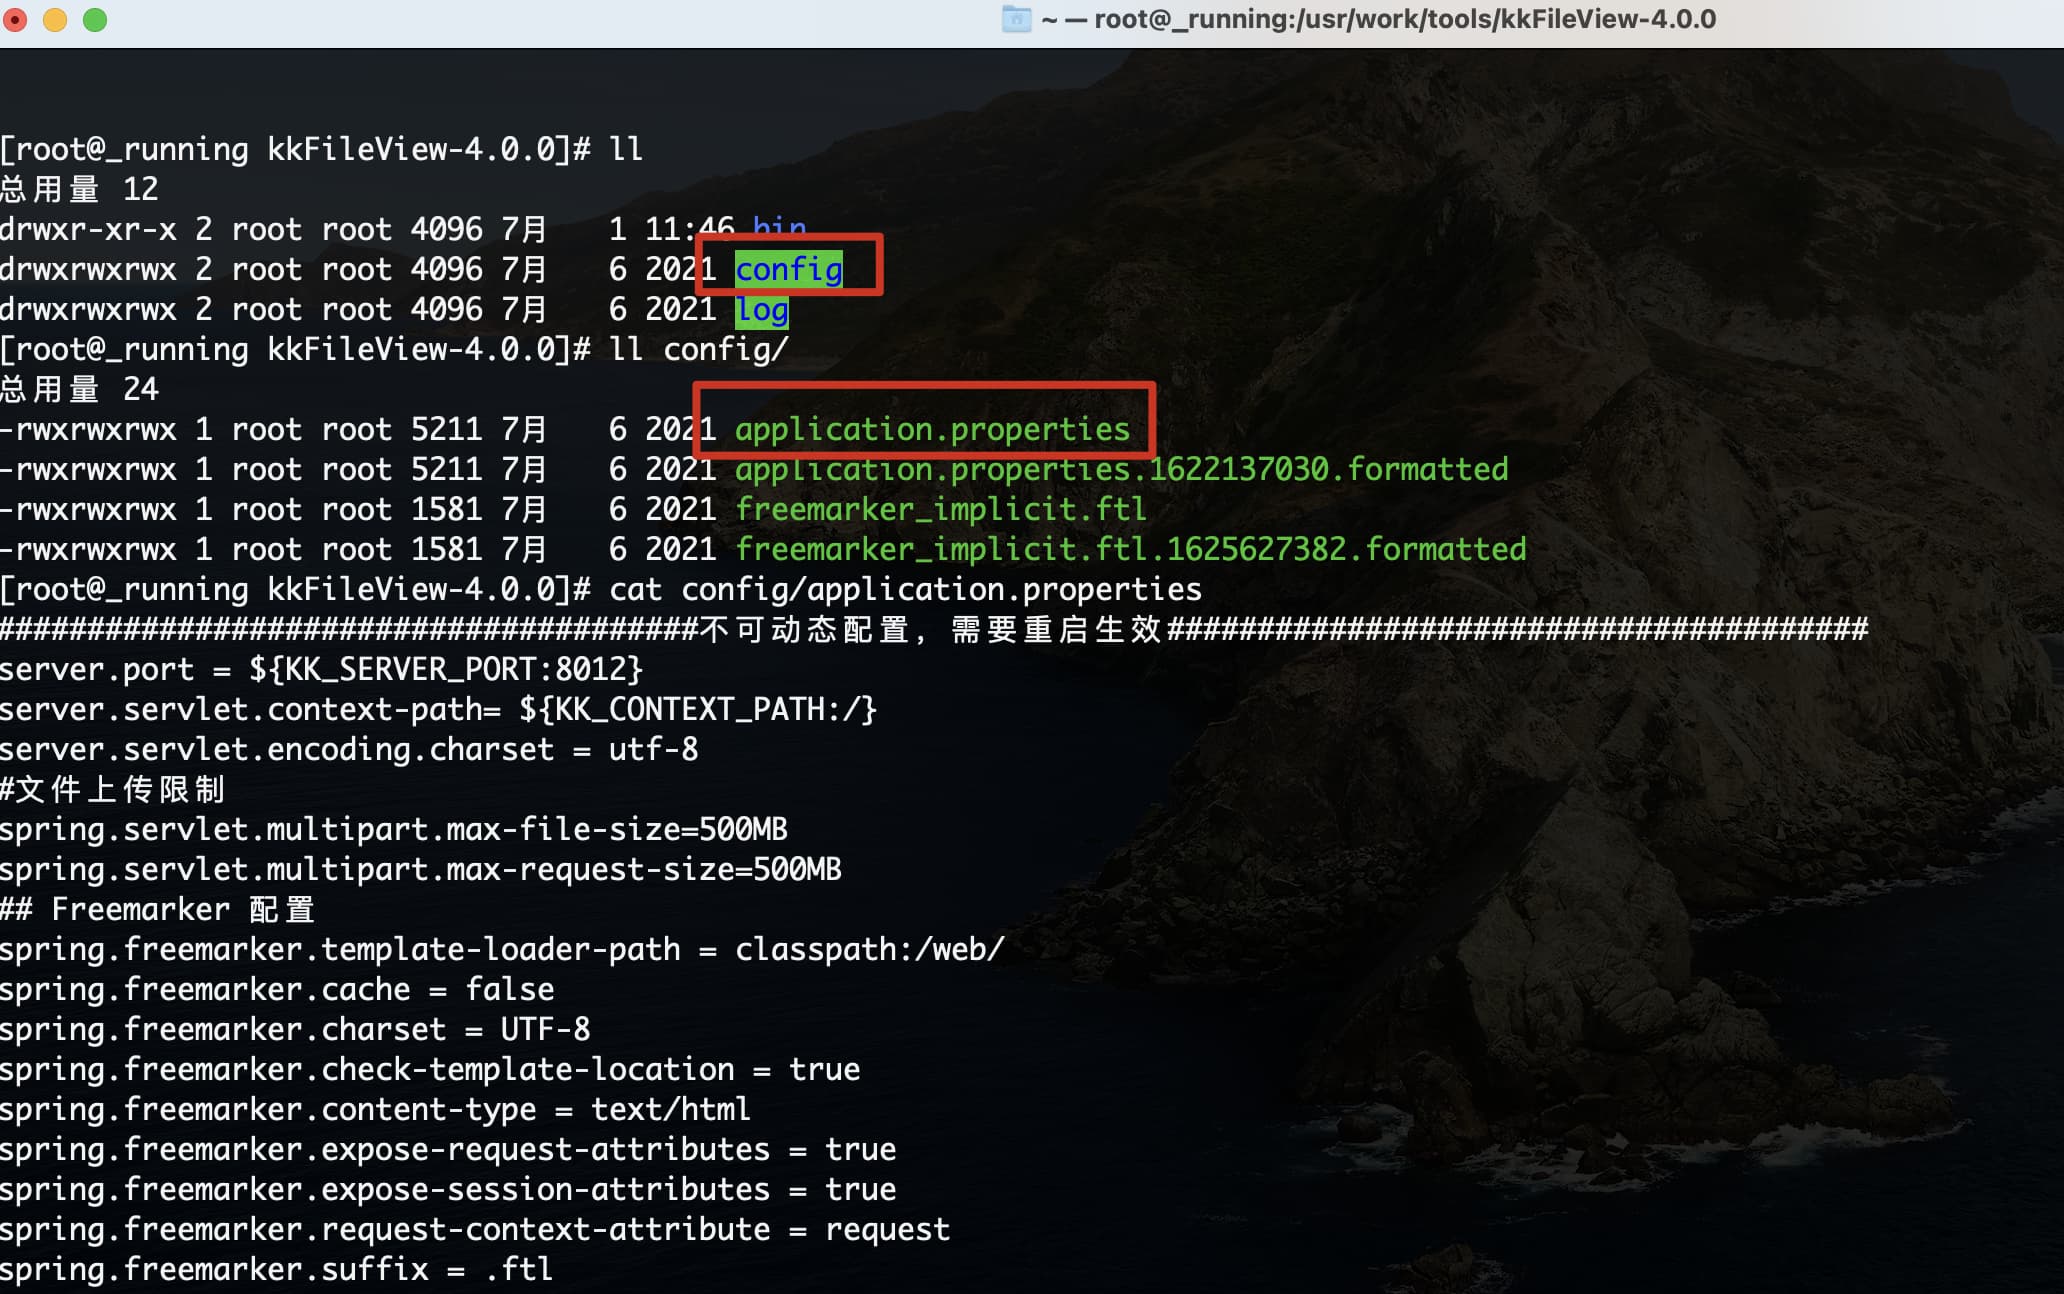 ~ — root@_running:/usr/work/tools/kkFileView-4.0.0
[root@_running kkFileView-4.0.0]# ll
总用量 12
drwxr-xr-x 2 root root 4096 7月   1 11:46 bin
drwxrwxrwx 2 root root 4096 7月   6 2021 config
drwxrwxrwx 2 root root 4096 7月   6 2021 log
[root@_running kkFileView-4.0.0]# ll config/
总用量 24
-rwxrwxrwx 1 root root 5211 7月   6 2021 application.properties
-rwxrwxrwx 1 root root 5211 7月   6 2021 application.properties.1622137030.formatted
-rwxrwxrwx 1 root root 1581 7月   6 2021 freemarker_implicit.ftl
-rwxrwxrwx 1 root root 1581 7月   6 2021 freemarker_implicit.ftl.1625627382.formatted
[root@_running kkFileView-4.0.0]# cat config/application.properties
#######################################不可动态配置，需要重启生效#######################################
server.port = ${KK_SERVER_PORT:8012}
server.servlet.context-path= ${KK_CONTEXT_PATH:/}
server.servlet.encoding.charset = utf-8
#文件上传限制
spring.servlet.multipart.max-file-size=500MB
spring.servlet.multipart.max-request-size=500MB
## Freemarker 配置
spring.freemarker.template-loader-path = classpath:/web/
spring.freemarker.cache = false
spring.freemarker.charset = UTF-8
spring.freemarker.check-template-location = true
spring.freemarker.content-type = text/html
spring.freemarker.expose-request-attributes = true
spring.freemarker.expose-session-attributes = true
spring.freemarker.request-context-attribute = request
spring.freemarker.suffix = .ftl